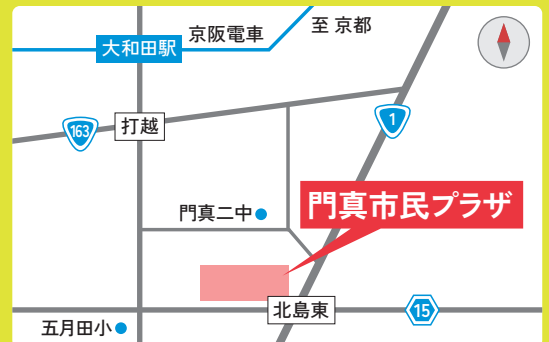 京阪電車
至 京都
大和田駅
163
打越
1
門真二中
門真市民プラザ
北島東
15
五月田小